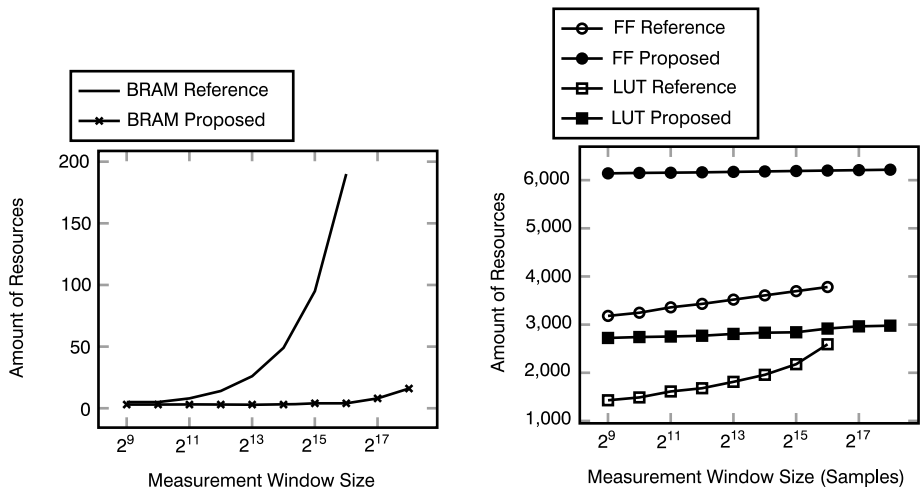 BRAM Reference
BRAM Proposed
200
150
100
50
0
Amount of Resources
2^9
2^11
2^13
2^15
2^17
Measurement Window Size
FF Reference
FF Proposed
LUT Reference
LUT Proposed
6,000
5,000
4,000
3,000
2,000
1,000
Amount of Resources
2^9
2^11
2^13
2^15
2^17
Measurement Window Size (Samples)